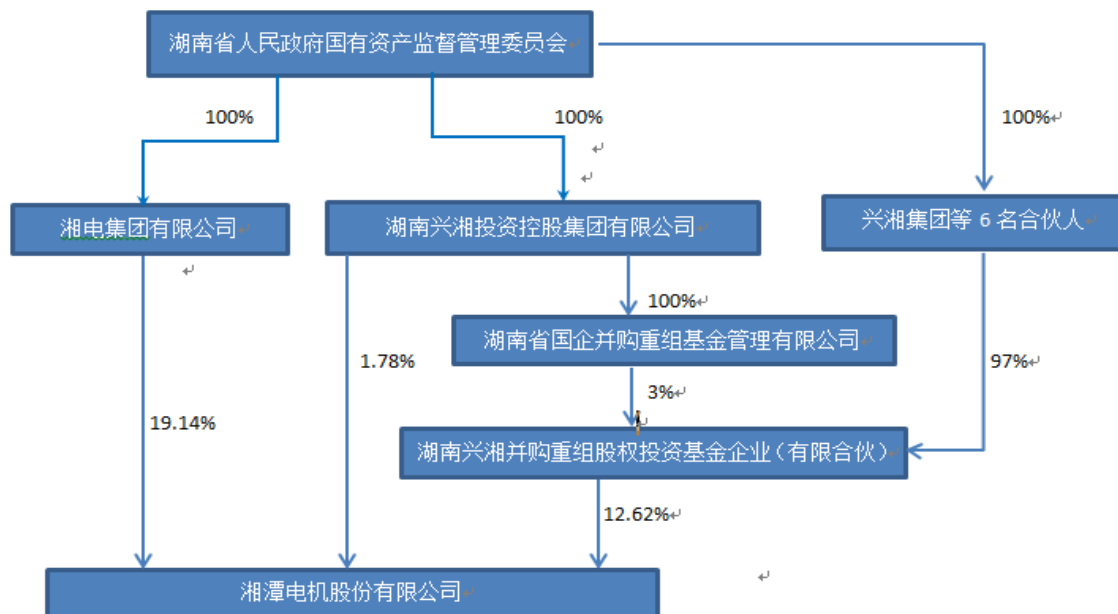 湖南省人民政府国有资产监督管理委员会
100%
100%
100%
湘电集团有限公司
湖南兴湘投资控股集团有限公司
兴湘集团等 6 名合伙人
100%
湖南省国企并购重组基金管理有限公司
1.78%
97%
3%
19.14%
湖南兴湘并购重组股权投资基金企业（有限合伙）
12.62%
湘潭电机股份有限公司